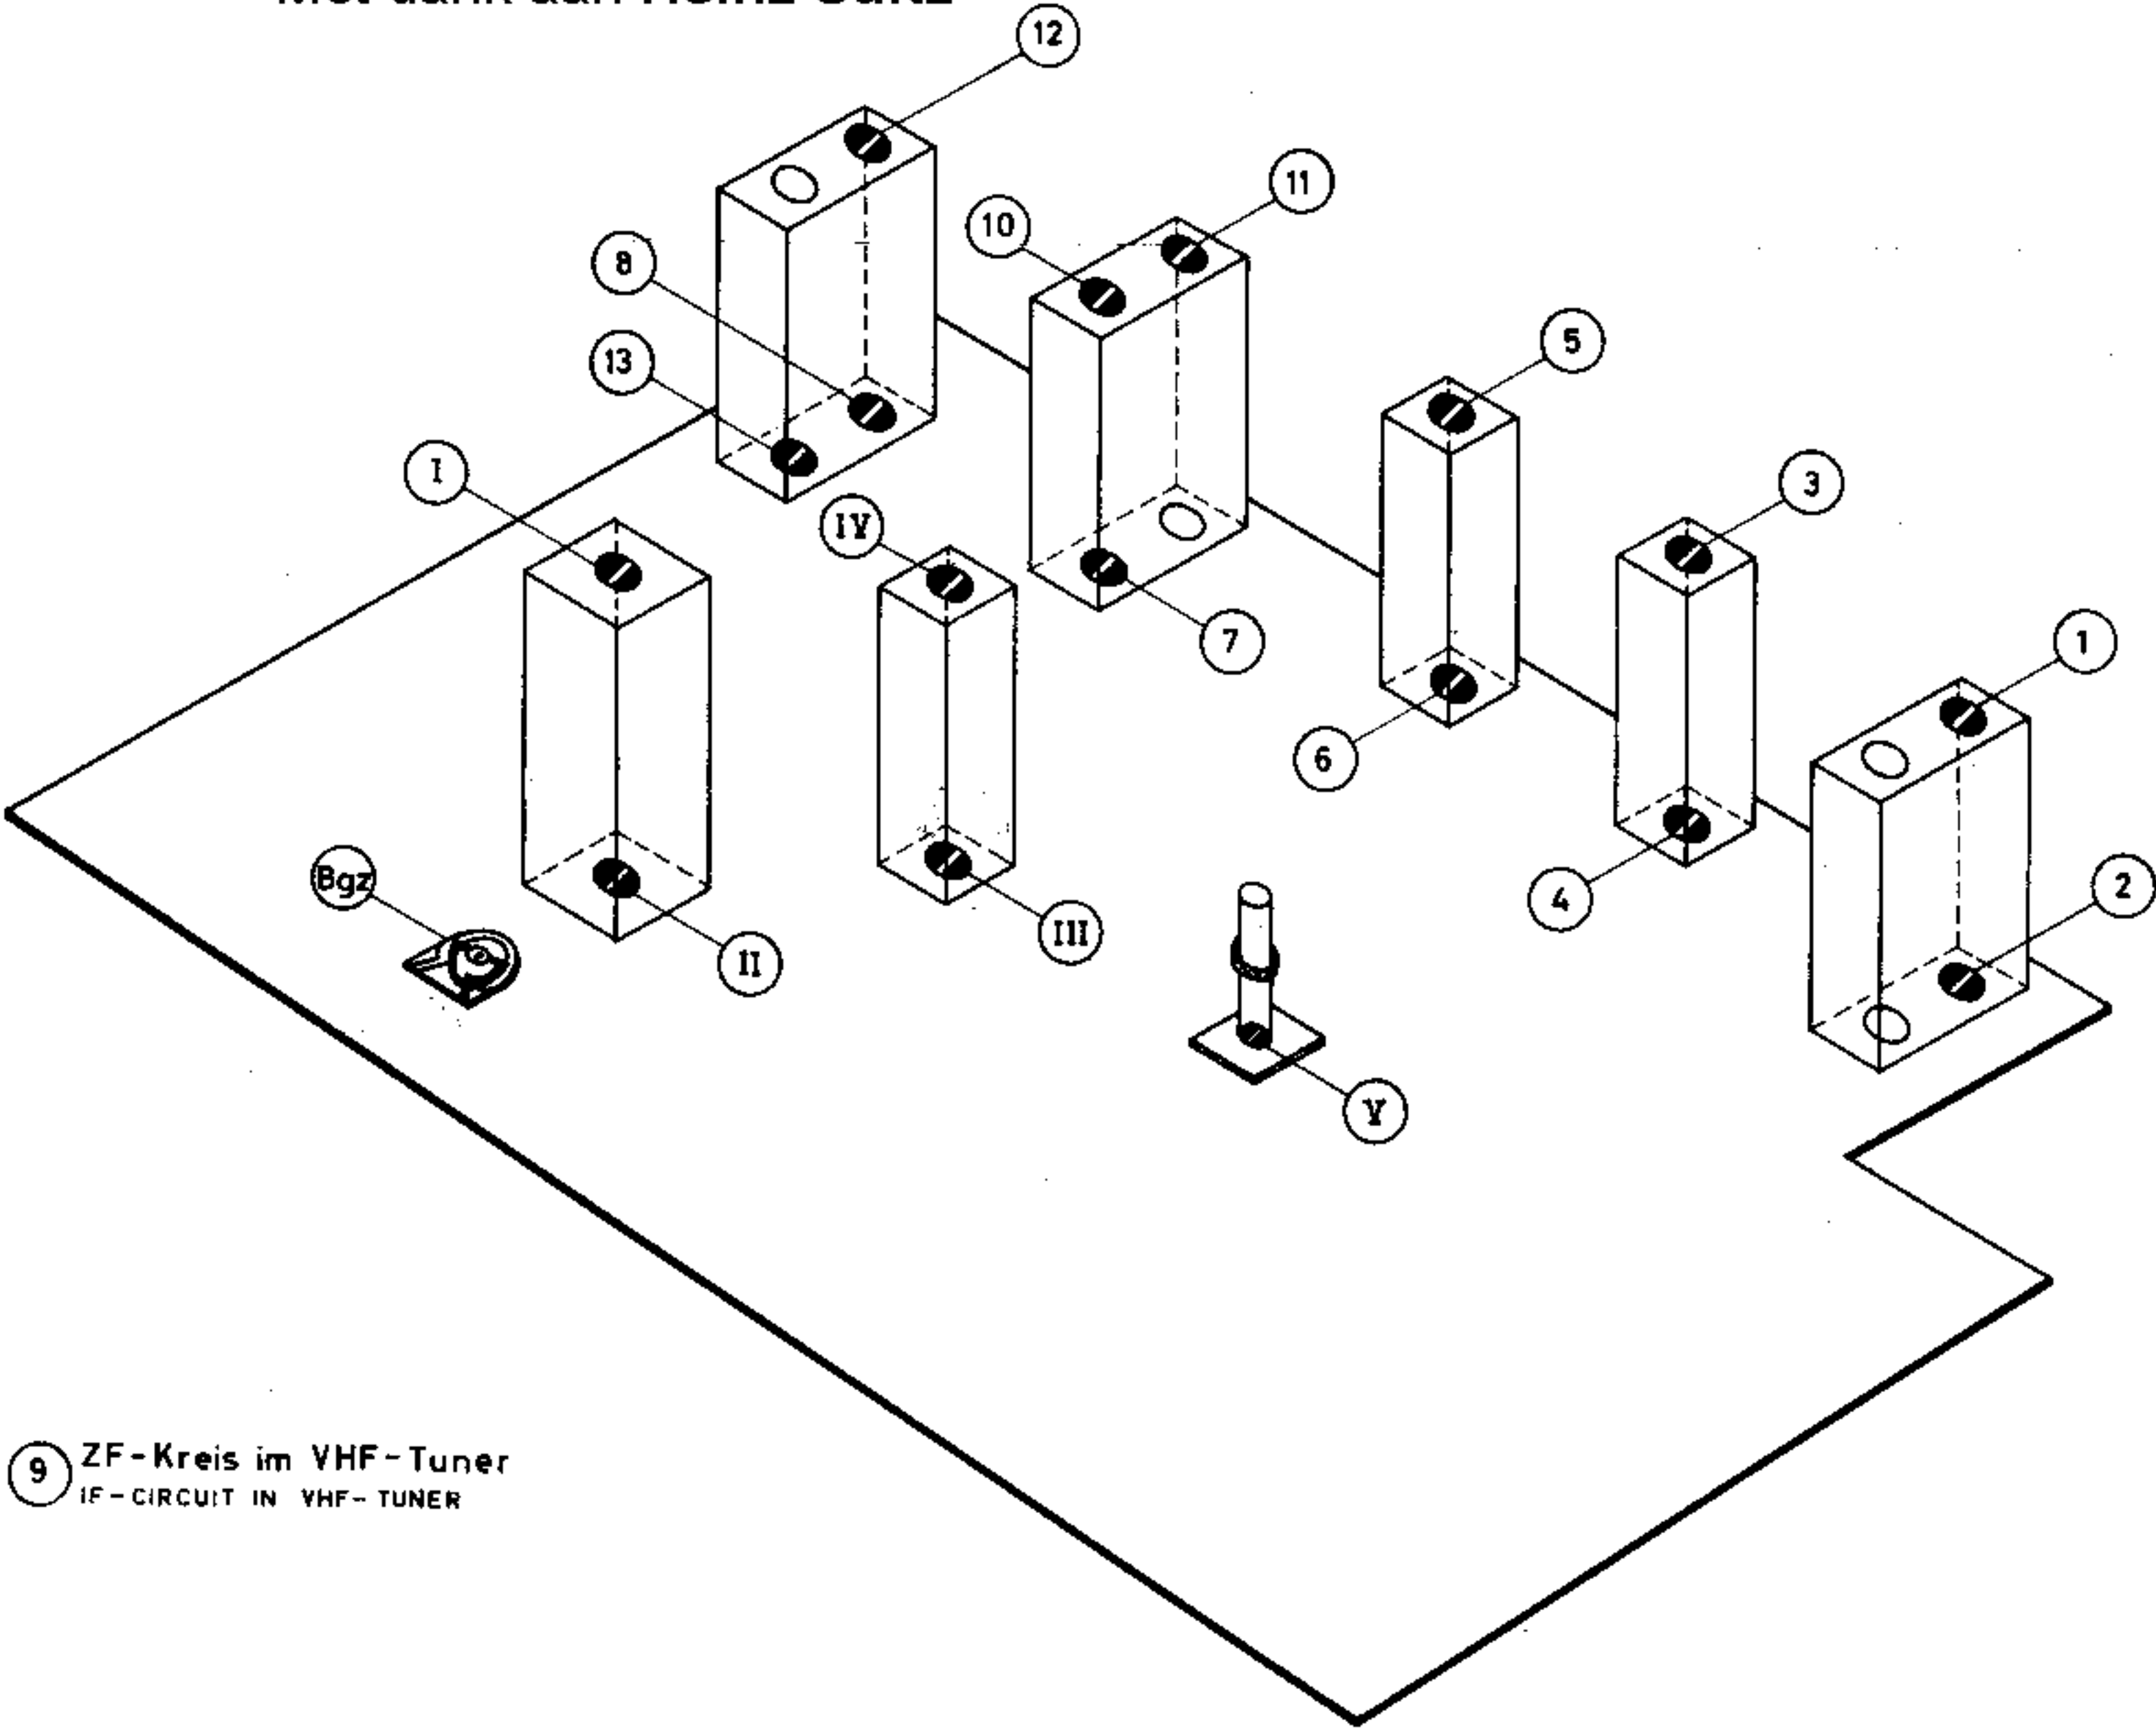 12
11
10
8
5
13
I
3
IV
7
1
6
Bgz
2
4
III
II
V
9 ZF-Kreis im VHF-Tuner
IF-CIRCUIT IN VHF-TUNER